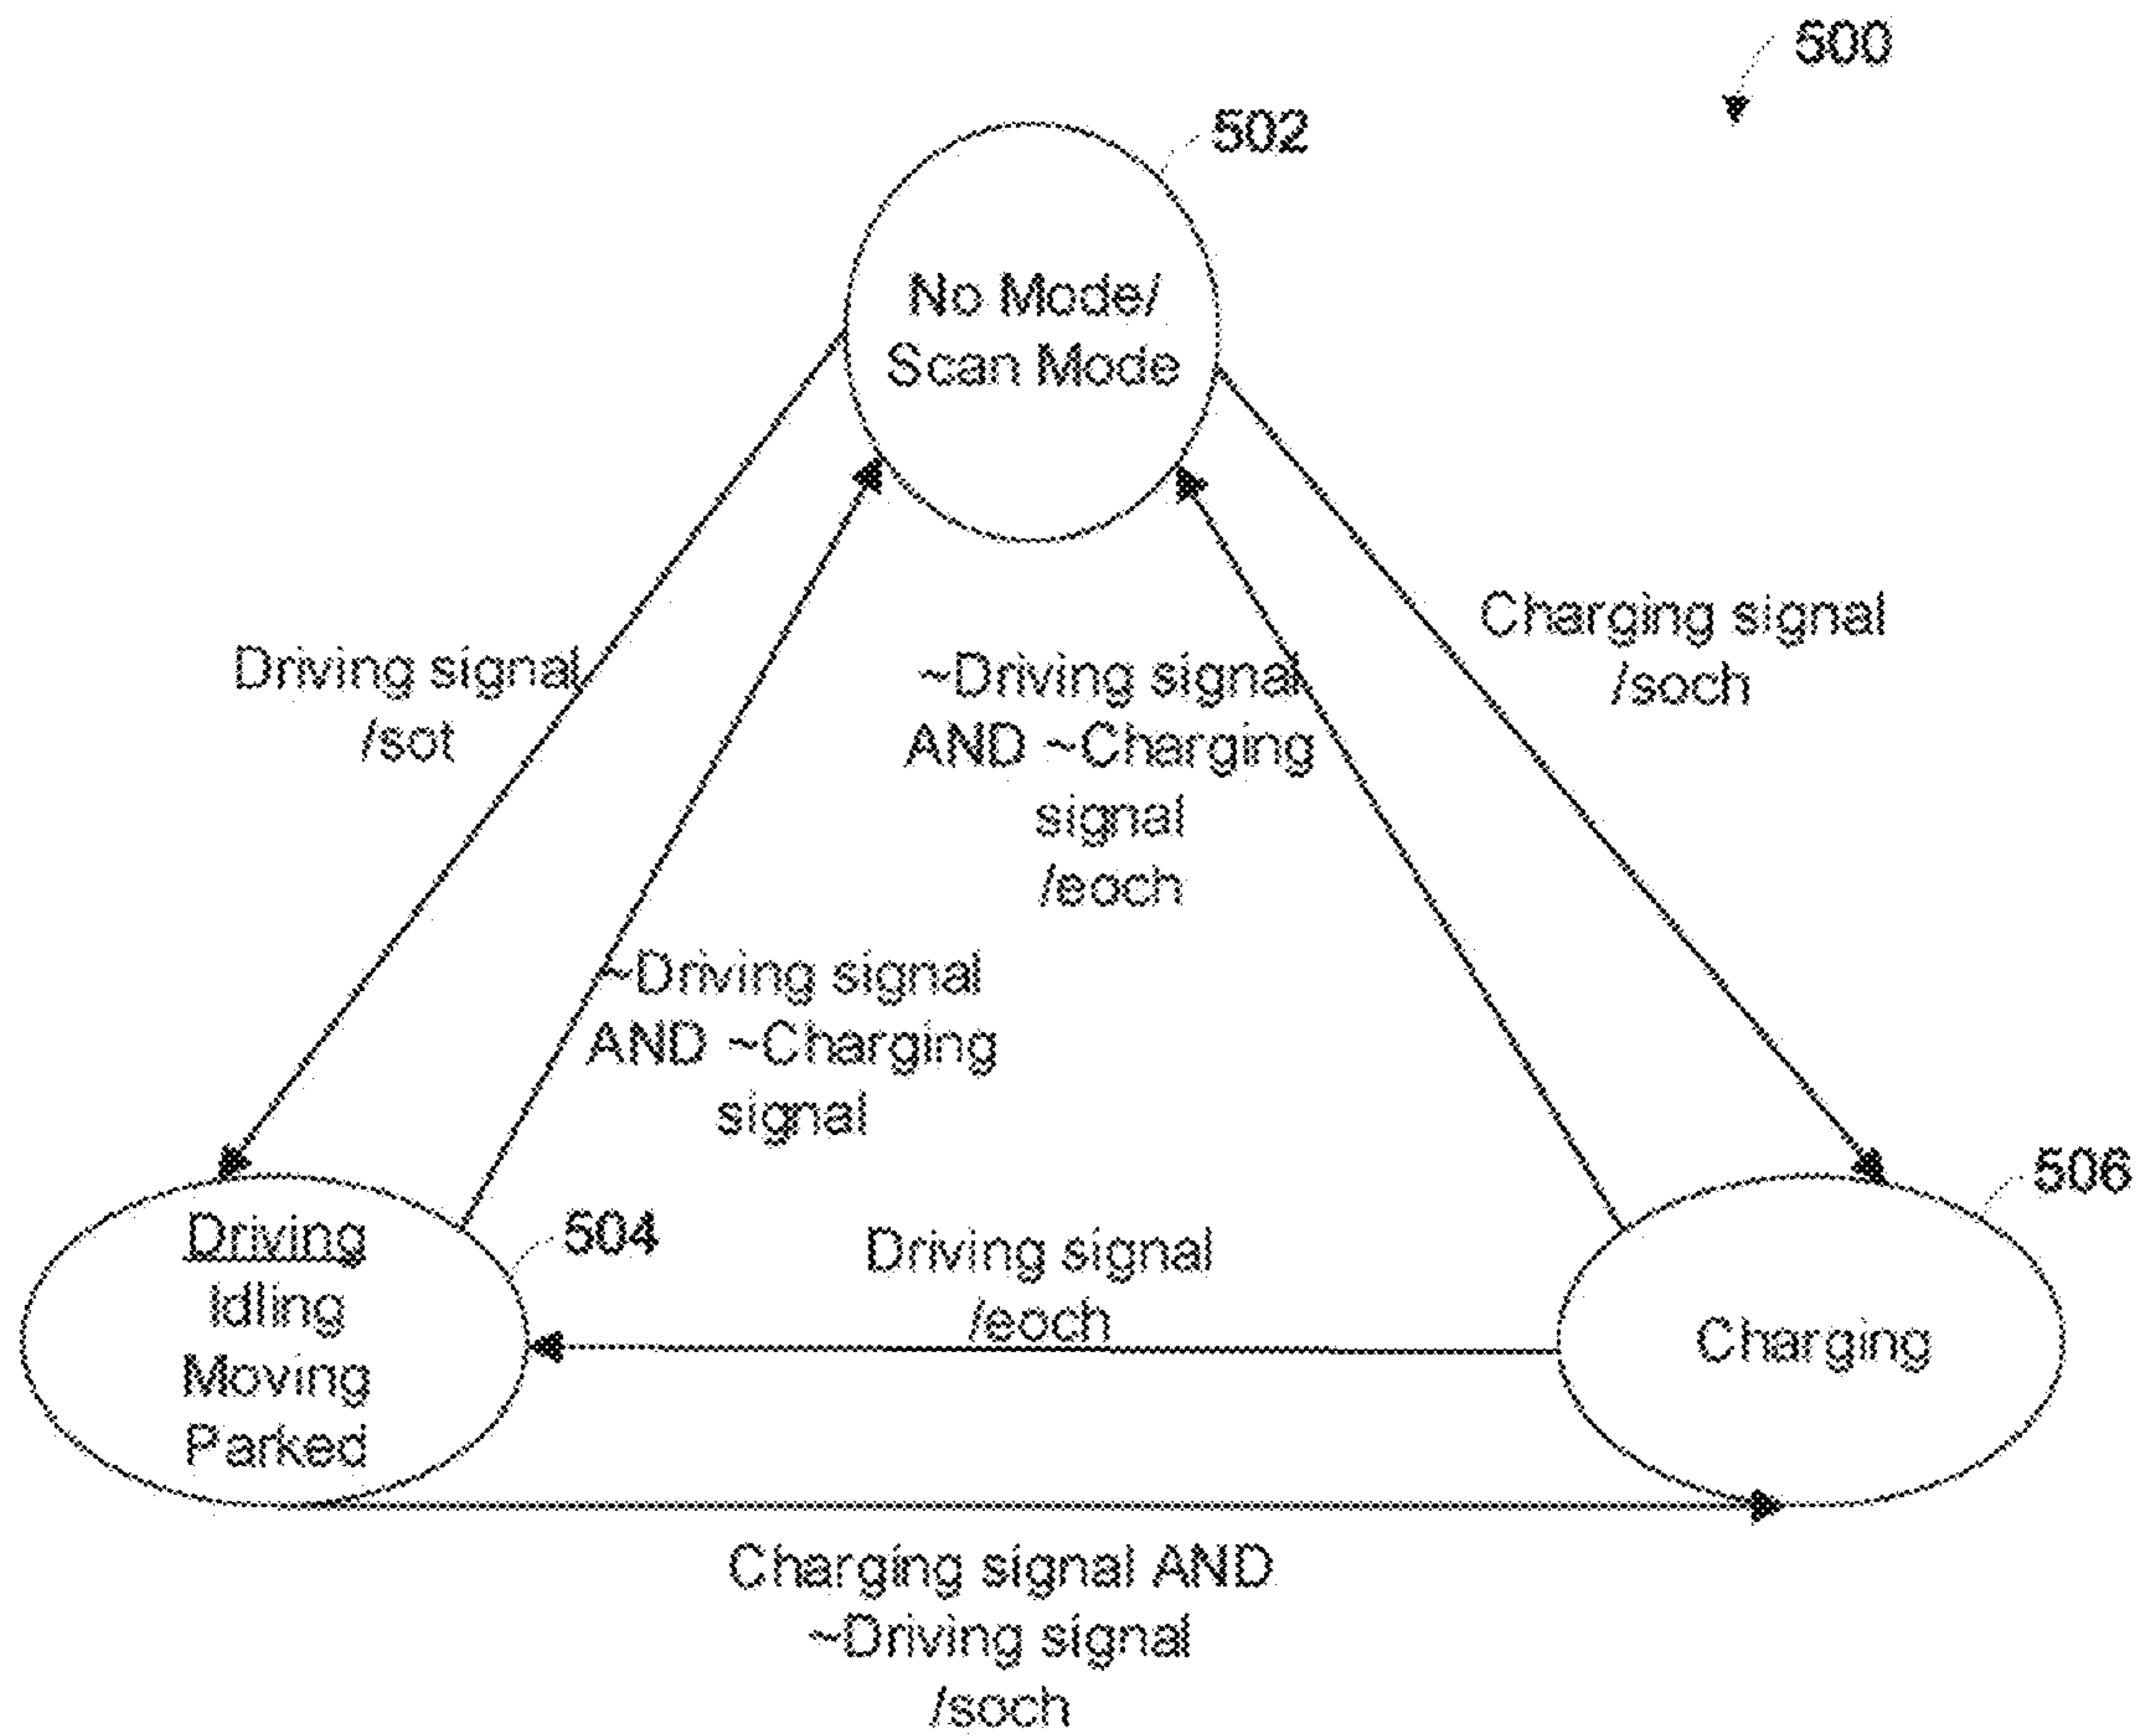 500
502
No Mode/
Scan Mode
Driving signal
/sot
~Driving signal
AND ~Charging
signal
/eoch
Charging signal
/soch
~Driving signal
AND ~Charging
signal
504
Driving
Idling
Moving
Parked
Driving signal
/eoch
506
Charging
Charging signal AND
~Driving signal
/soch